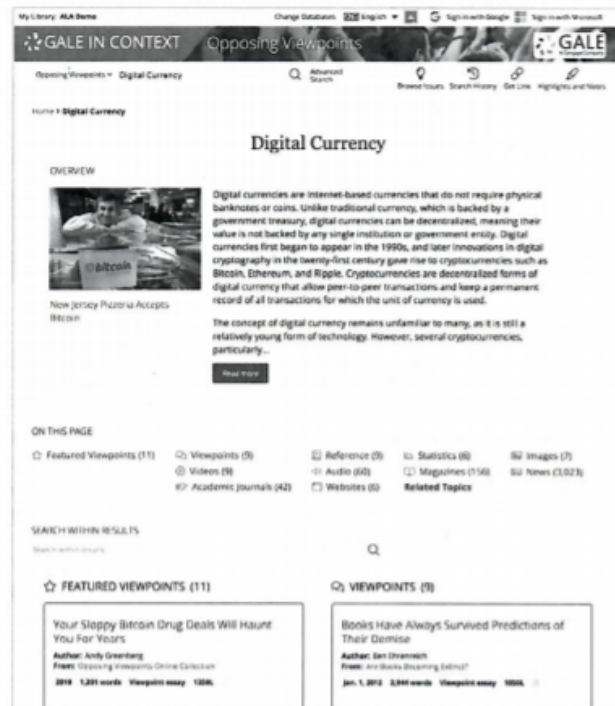 My Library: ALA Demo
Change Databases English Sign in with Google Sign in with Microsoft
GALE IN CONTEXT Opposing Viewpoints GALE
Opposing Viewpoints Digital Currency
Advanced Search
Browse Issues Search History Get Link Highlights and Notes
Home Digital Currency
Digital Currency
OVERVIEW
bitcoin
New Jersey Pizzeria Accepts
Bitcoin
Digital currencies are Internet-based currencies that do not require physical
banknotes or coins. Unlike traditional currency, which is backed by a
government treasury, digital currencies can be decentralized, meaning their
value is not backed by any single institution or government entity. Digital
currencies first began to appear in the 1990s, and later innovations in digital
cryptography in the twenty-first century gave rise to cryptocurrencies such as
Bitcoin, Ethereum, and Ripple. Cryptocurrencies are decentralized forms of
digital currency that allow peer-to-peer transactions and keep a permanent
record of all transactions for which the unit of currency is used.
The concept of digital currency remains unfamiliar to many, as it is still a
relatively young form of technology. However, several cryptocurrencies,
particularly...
Read more
ON THIS PAGE
Featured Viewpoints (11) Viewpoints (9) Reference (9) Statistics (6) Images (7)
Videos (9) Audio (60) Magazines (156) News (3,023)
Academic Journals (42) Websites (6) Related Topics
SEARCH WITHIN RESULTS
Search within results
FEATURED VIEWPOINTS (11)
Your Sloppy Bitcoin Drug Deals Will Haunt
You For Years
Author: Andy Greenberg
From: Opposing Viewpoints Online Collection
2019 1,201 words Viewpoint essay
VIEWPOINTS (9)
Books Have Always Survived Predictions of
Their Demise
Author: Ben Ehrenreich
From: Are Books Becoming Extinct?
Jan. 1, 2012 2,944 words Viewpoint essay